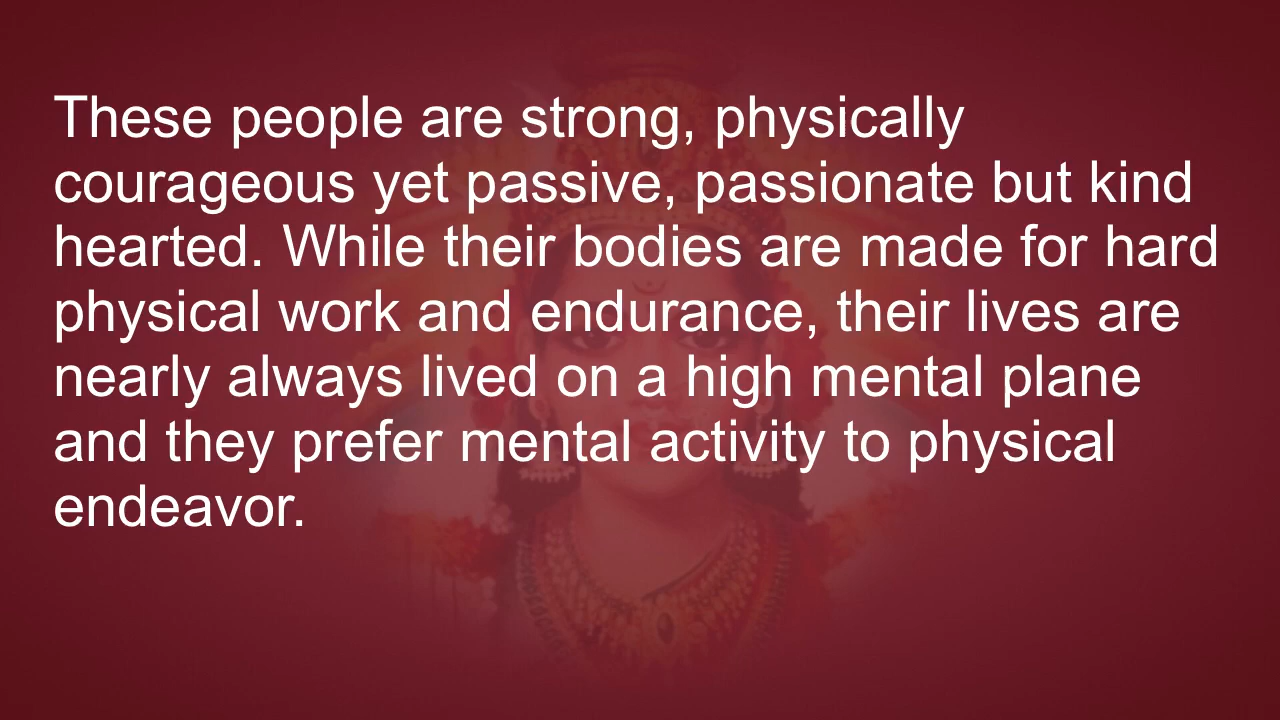 These people are strong, physically
courageous yet passive, passionate but kind
hearted. While their bodies are made for hard
physical work and endurance, their lives are
nearly always lived on a high mental plane
and they prefer mental activity to physical
endeavor.